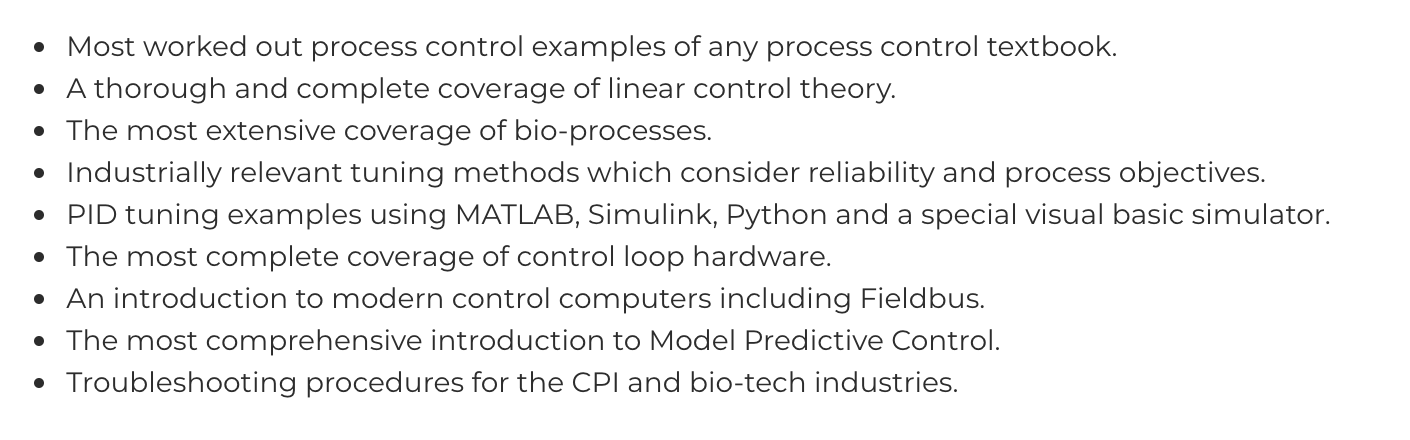 • Most worked out process control examples of any process control textbook.
• A thorough and complete coverage of linear control theory.
• The most extensive coverage of bio-processes.
• Industrially relevant tuning methods which consider reliability and process objectives.
• PID tuning examples using MATLAB, Simulink, Python and a special visual basic simulator.
• The most complete coverage of control loop hardware.
• An introduction to modern control computers including Fieldbus.
• The most comprehensive introduction to Model Predictive Control.
• Troubleshooting procedures for the CPI and bio-tech industries.